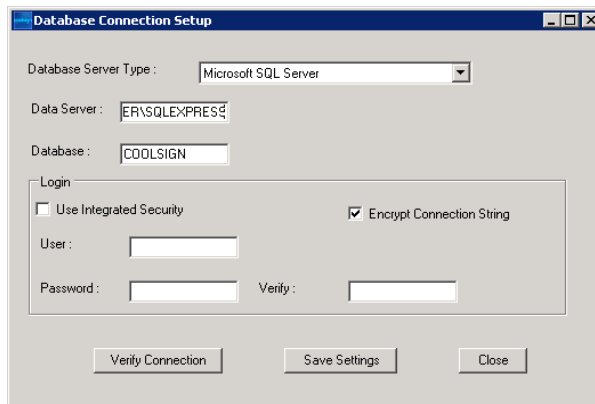 Database Connection Setup
Database Server Type :
Microsoft SQL Server
Data Server :
ER\SQLEXPRESS
Database :
COOLSIGN
Login
Use Integrated Security
Encrypt Connection String
User :
Password :
Verify :
Verify Connection
Save Settings
Close